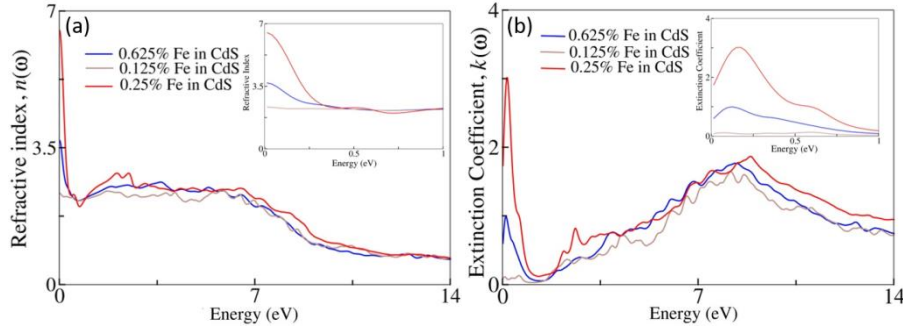 (a)
Refractive index, n(ω)
7
3.5
0
0
7
14
Energy (eV)
0.625% Fe in CdS
0.125% Fe in CdS
0.25% Fe in CdS
Refractive Index
7
3.5
0
0.5
1
Energy (eV)
(b)
Extinction Coefficient, k(ω)
4
2
0
0
7
14
Energy (eV)
0.625% Fe in CdS
0.125% Fe in CdS
0.25% Fe in CdS
Extinction Coefficient
4
3
2
1
0
0
0.5
1
Energy (eV)